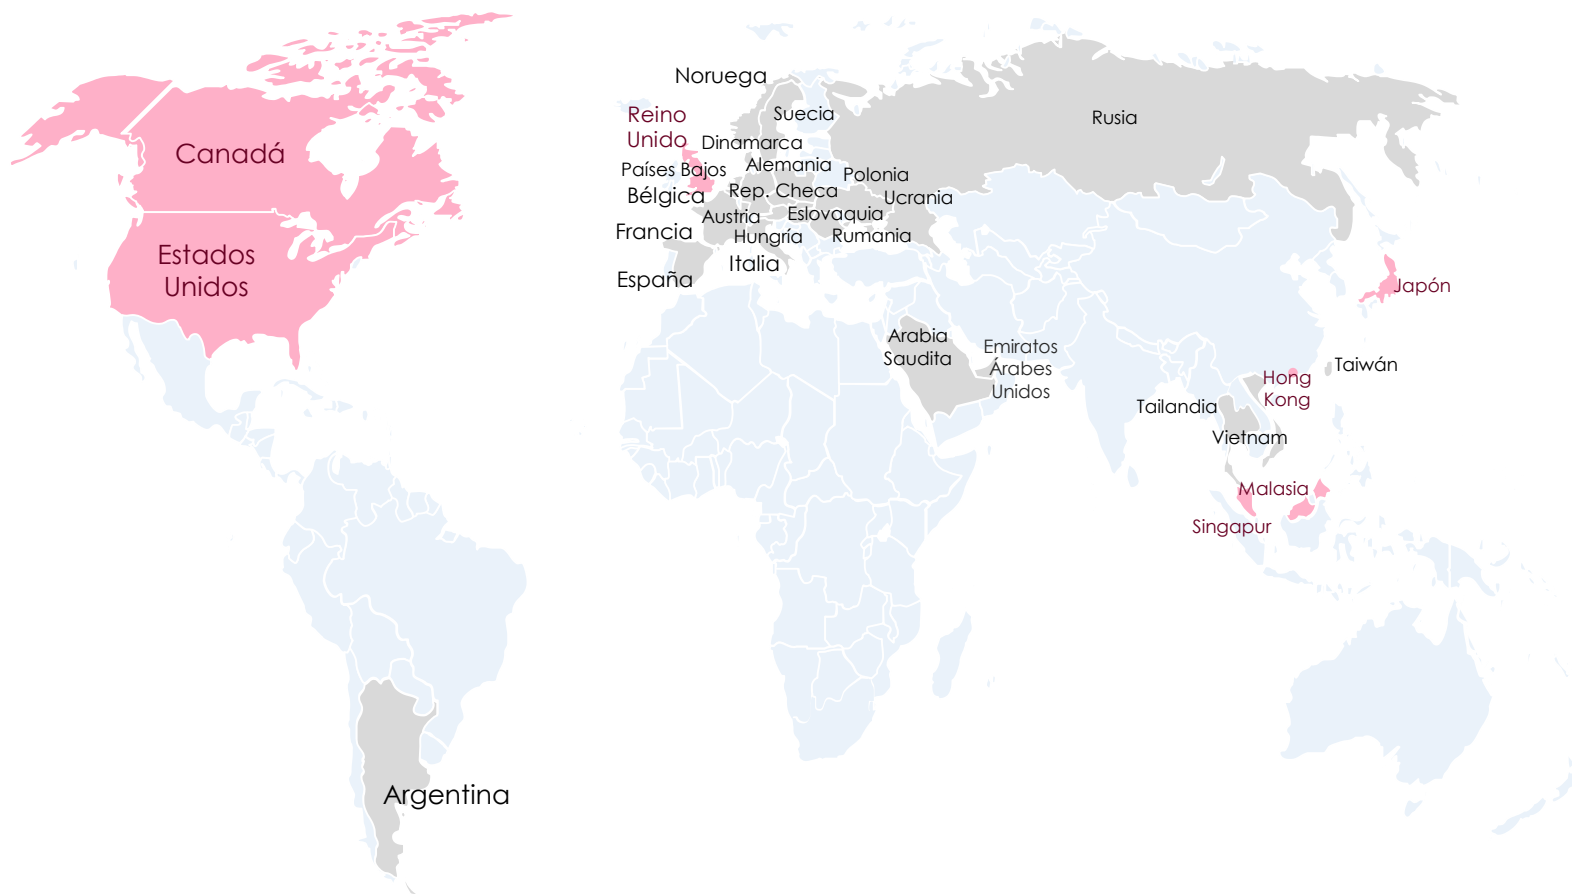 Canadá
Estados
Unidos
Argentina
Noruega
Suecia
Reino
Unido
Dinamarca
Alemania
Países Bajos
Polonia
Bélgica
Rep. Checa
Ucrania
Austria
Eslovaquia
Francia
Hungría
Rumania
Italia
España
Rusia
Arabia
Saudita
Emiratos
Árabes
Unidos
Japón
Taiwán
Hong
Kong
Tailandia
Vietnam
Malasia
Singapur